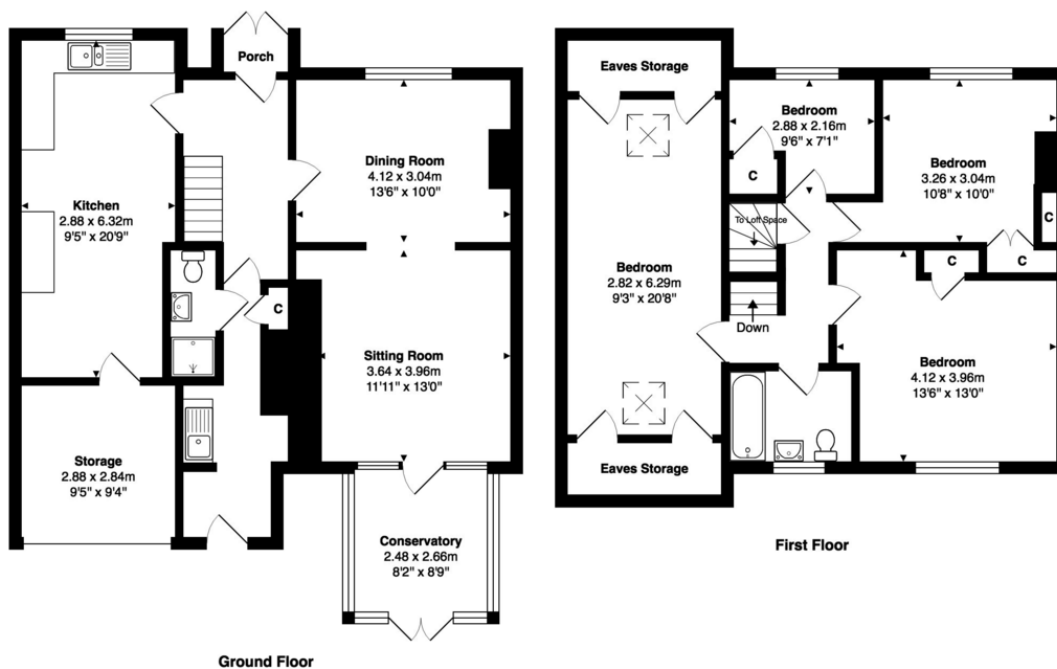 Porch
Dining Room
4.12 x 3.04m
13'6" x 10'0"
Kitchen
2.88 x 6.32m
9'5" x 20'9"
C
Sitting Room
3.64 x 3.96m
11'11" x 13'0"
Storage
2.88 x 2.84m
9'5" x 9'4"
Conservatory
2.48 x 2.66m
8'2" x 8'9"
Ground Floor
Eaves Storage
Bedroom
2.88 x 2.16m
9'6" x 7'1"
C
Bedroom
3.26 x 3.04m
10'8" x 10'0"
C
To Loft Space
C
C
Bedroom
2.82 x 6.29m
9'3" x 20'8"
Down
Bedroom
4.12 x 3.96m
13'6" x 13'0"
Eaves Storage
First Floor